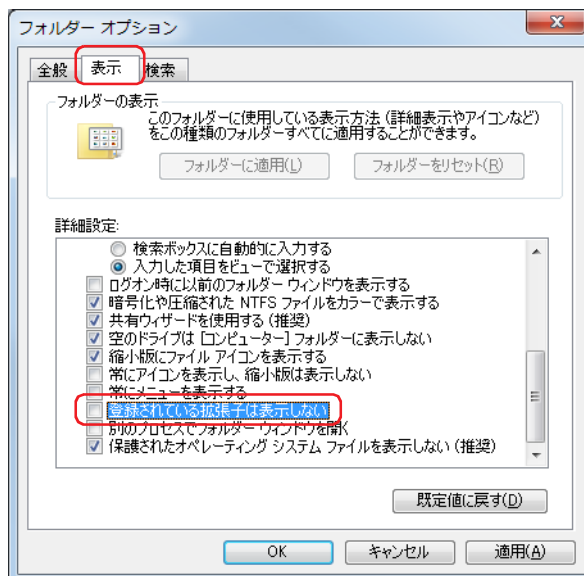 フォルダー オプション
全般
表示
検索
フォルダーの表示
このフォルダーに使用している表示方法（詳細表示やアイコンなど）
をこの種類のフォルダーすべてに適用することができます。
フォルダーに適用(L)
フォルダーをリセット(R)
詳細設定:
検索ボックスに自動的に入力する
入力した項目をビューで選択する
ログオン時に以前のフォルダー ウィンドウを表示する
暗号化や圧縮された NTFS ファイルをカラーで表示する
共有ウィザードを使用する（推奨）
空のドライブは [コンピューター] フォルダーに表示しない
縮小版にファイル アイコンを表示する
常にアイコンを表示し、縮小版は表示しない
常にメニューを表示する
登録されている拡張子は表示しない
別のプロセスでフォルダー ウィンドウを開く
保護されたオペレーティング システム ファイルを表示しない（推奨）
既定値に戻す(D)
OK
キャンセル
適用(A)